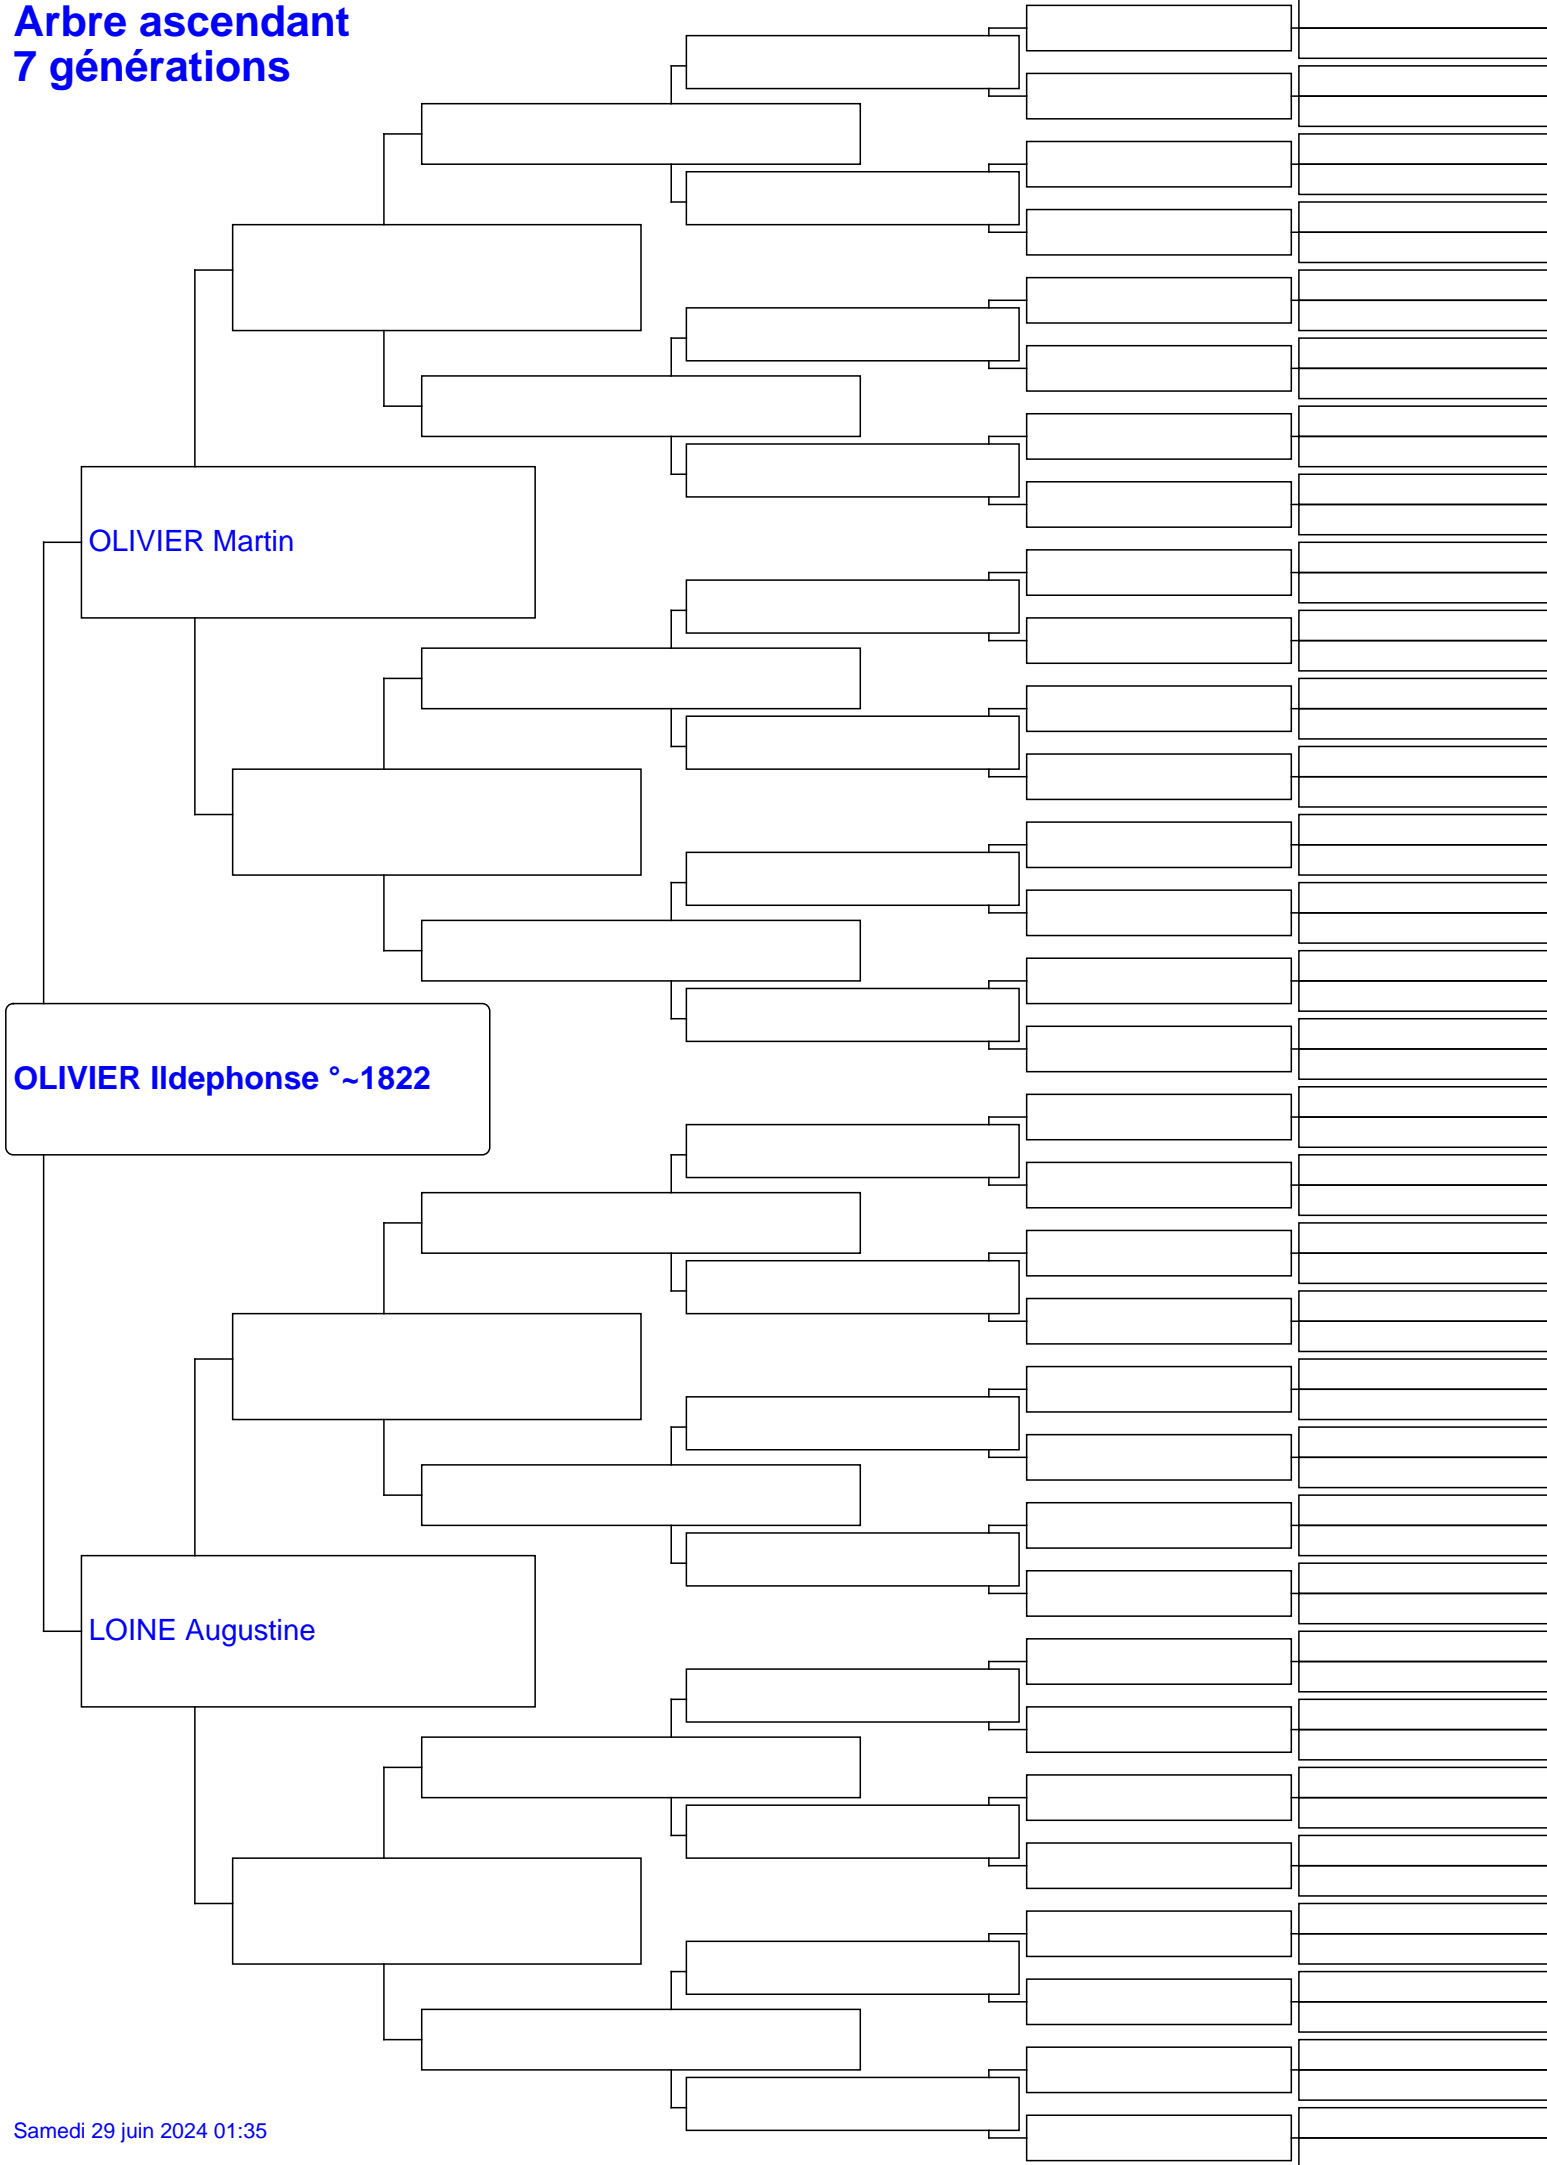 Arbre ascendant
7 générations
OLIVIER Martin
OLIVIER Ildephonse °~1822
LOINE Augustine
Samedi 29 juin 2024 01:35